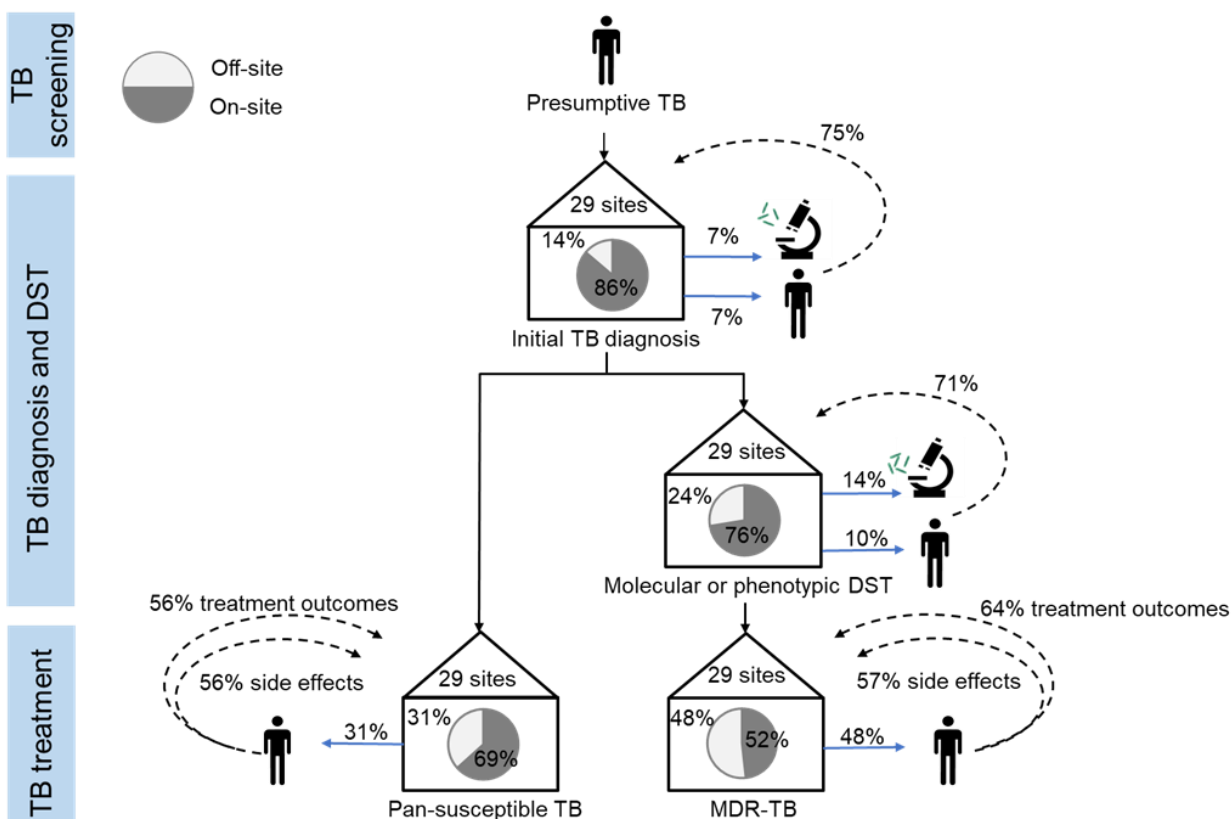 TB
screening
Off-site
On-site
Presumptive TB
75%
TB diagnosis and DST
29 sites
14%
86%
7%
7%
Initial TB diagnosis
71%
29 sites
24%
76%
14%
10%
Molecular or phenotypic DST
TB treatment
56% treatment outcomes
56% side effects
31%
29 sites
31%
69%
Pan-susceptible TB
64% treatment outcomes
57% side effects
29 sites
48%
52%
48%
MDR-TB